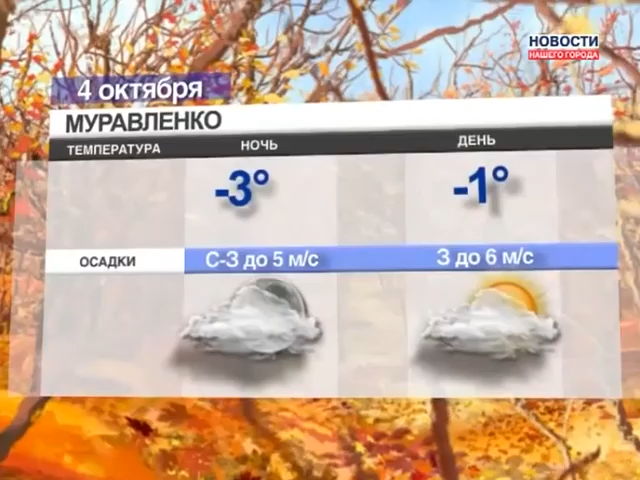 НОВОСТИ
НАШЕГО ГОРОДА
4 октября
МУРАВЛЕНКО
ТЕМПЕРАТУРА НОЧЬ ДЕНЬ
-3° -1°
ОСАДКИ С-З до 5 м/с З до 6 м/с